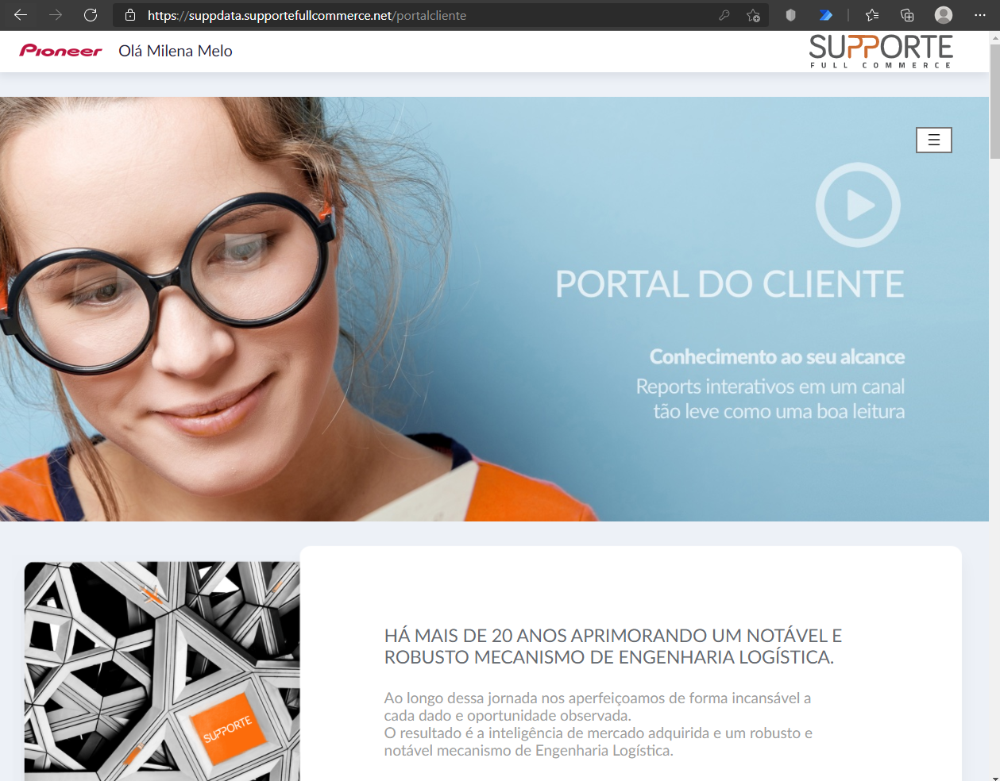 https://suppdata.supportefullcommerce.net/portalcliente
Pioneer
Olá Milena Melo
SUPPORTE
FULL COMMERCE
PORTAL DO CLIENTE
Conhecimento ao seu alcance
Reports interativos em um canal
tão leve como uma boa leitura
HÁ MAIS DE 20 ANOS APRIMORANDO UM NOTÁVEL E
ROBUSTO MECANISMO DE ENGENHARIA LOGÍSTICA.
Ao longo dessa jornada nos aperfeiçoamos de forma incansável a
cada dado e oportunidade observada.
O resultado é a inteligência de mercado adquirida e um robusto e
notável mecanismo de Engenharia Logística.
SUPPORTE